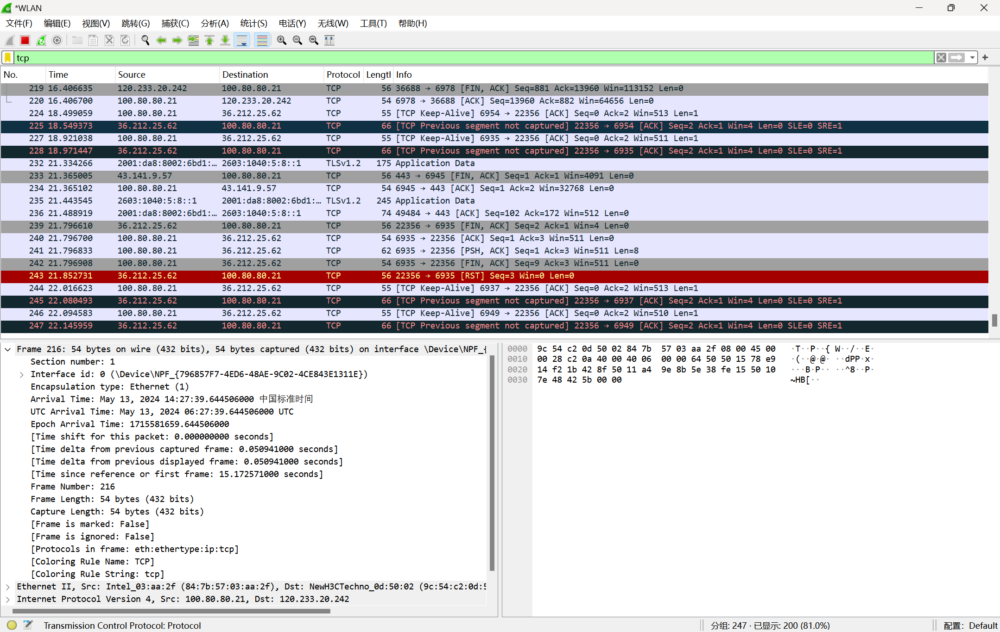 *WLAN
文件(F) 编辑(E) 视图(V) 跳转(G) 捕获(C) 分析(A) 统计(S) 电话(Y) 无线(W) 工具(T) 帮助(H)
tcp
No. Time Source Destination Protocol Lengtl Info
219 16.406635 120.233.20.242 100.80.80.21 TCP 56 36688 → 6978 [FIN, ACK] Seq=881 Ack=13960 Win=113152 Len=0
220 16.406700 100.80.80.21 120.233.20.242 TCP 54 6978 → 36688 [ACK] Seq=13960 Ack=882 Win=64656 Len=0
224 18.499059 100.80.80.21 36.212.25.62 TCP 55 [TCP Keep-Alive] 6954 → 22356 [ACK] Seq=0 Ack=2 Win=513 Len=1
225 18.549373 36.212.25.62 100.80.80.21 TCP 66 [TCP Previous segment not captured] 22356 → 6954 [ACK] Seq=2 Ack=1 Win=4 Len=0 SLE=0 SRE=1
227 18.921038 100.80.80.21 36.212.25.62 TCP 55 [TCP Keep-Alive] 6935 → 22356 [ACK] Seq=0 Ack=2 Win=511 Len=1
228 18.971447 36.212.25.62 100.80.80.21 TCP 66 [TCP Previous segment not captured] 22356 → 6935 [ACK] Seq=2 Ack=1 Win=4 Len=0 SLE=0 SRE=1
232 21.334266 2001:da8:8002:6bd1:… 2603:1040:5:8::1 TLSv1.2 175 Application Data
233 21.365005 43.141.9.57 100.80.80.21 TCP 56 443 → 6945 [FIN, ACK] Seq=1 Ack=1 Win=4091 Len=0
234 21.365102 100.80.80.21 43.141.9.57 TCP 54 6945 → 443 [ACK] Seq=1 Ack=2 Win=32768 Len=0
235 21.443545 2603:1040:5:8::1 2001:da8:8002:6bd1:… TLSv1.2 245 Application Data
236 21.488919 2001:da8:8002:6bd1:… 2603:1040:5:8::1 TCP 74 49484 → 443 [ACK] Seq=102 Ack=172 Win=512 Len=0
239 21.796610 36.212.25.62 100.80.80.21 TCP 56 22356 → 6935 [FIN, ACK] Seq=2 Ack=1 Win=4 Len=0
240 21.796700 100.80.80.21 36.212.25.62 TCP 54 6935 → 22356 [ACK] Seq=1 Ack=3 Win=511 Len=0
241 21.796833 100.80.80.21 36.212.25.62 TCP 62 6935 → 22356 [PSH, ACK] Seq=1 Ack=3 Win=511 Len=8
242 21.796908 100.80.80.21 36.212.25.62 TCP 54 6935 → 22356 [FIN, ACK] Seq=9 Ack=3 Win=511 Len=0
243 21.852731 36.212.25.62 100.80.80.21 TCP 56 22356 → 6935 [RST] Seq=3 Win=0 Len=0
244 22.016623 100.80.80.21 36.212.25.62 TCP 55 [TCP Keep-Alive] 6937 → 22356 [ACK] Seq=0 Ack=2 Win=513 Len=1
245 22.080493 36.212.25.62 100.80.80.21 TCP 66 [TCP Previous segment not captured] 22356 → 6937 [ACK] Seq=2 Ack=1 Win=4 Len=0 SLE=0 SRE=1
246 22.094583 100.80.80.21 36.212.25.62 TCP 55 [TCP Keep-Alive] 6949 → 22356 [ACK] Seq=0 Ack=2 Win=510 Len=1
247 22.145959 36.212.25.62 100.80.80.21 TCP 66 [TCP Previous segment not captured] 22356 → 6949 [ACK] Seq=2 Ack=1 Win=4 Len=0 SLE=0 SRE=1
Frame 216: 54 bytes on wire (432 bits), 54 bytes captured (432 bits) on interface \Device\NPF_{
Section number: 1
Interface id: 0 (\Device\NPF_{796857F7-4ED6-48AE-9C02-4CE843E1311E})
Encapsulation type: Ethernet (1)
Arrival Time: May 13, 2024 14:27:39.644506000 中国标准时间
UTC Arrival Time: May 13, 2024 06:27:39.644506000 UTC
Epoch Arrival Time: 1715581659.644506000
[Time shift for this packet: 0.000000000 seconds]
[Time delta from previous captured frame: 0.050941000 seconds]
[Time delta from previous displayed frame: 0.050941000 seconds]
[Time since reference or first frame: 15.172571000 seconds]
Frame Number: 216
Frame Length: 54 bytes (432 bits)
Capture Length: 54 bytes (432 bits)
[Frame is marked: False]
[Frame is ignored: False]
[Protocols in frame: eth:ethertype:ip:tcp]
[Coloring Rule Name: TCP]
[Coloring Rule String: tcp]
Ethernet II, Src: Intel_03:aa:2f (84:7b:57:03:aa:2f), Dst: NewH3CTechno_0d:50:02 (9c:54:c2:0d:5
Internet Protocol Version 4, Src: 100.80.80.21, Dst: 120.233.20.242
0000 9c 54 c2 0d 50 02 84 7b 57 03 aa 2f 08 00 45 00 ·T··P··{ W··/··E·
0010 00 28 c2 0a 40 00 40 06 00 00 64 50 50 15 78 e9 ·(··@·@· ··dPP·x·
0020 14 f2 1b 42 8f 50 11 a4 9e 8b 5e 38 fe 15 50 10 ···B·P·· ··^8··P·
0030 7e 48 42 5b 00 00 ~HB[··
Transmission Control Protocol: Protocol
分组: 247 · 已显示: 200 (81.0%)
配置: Default